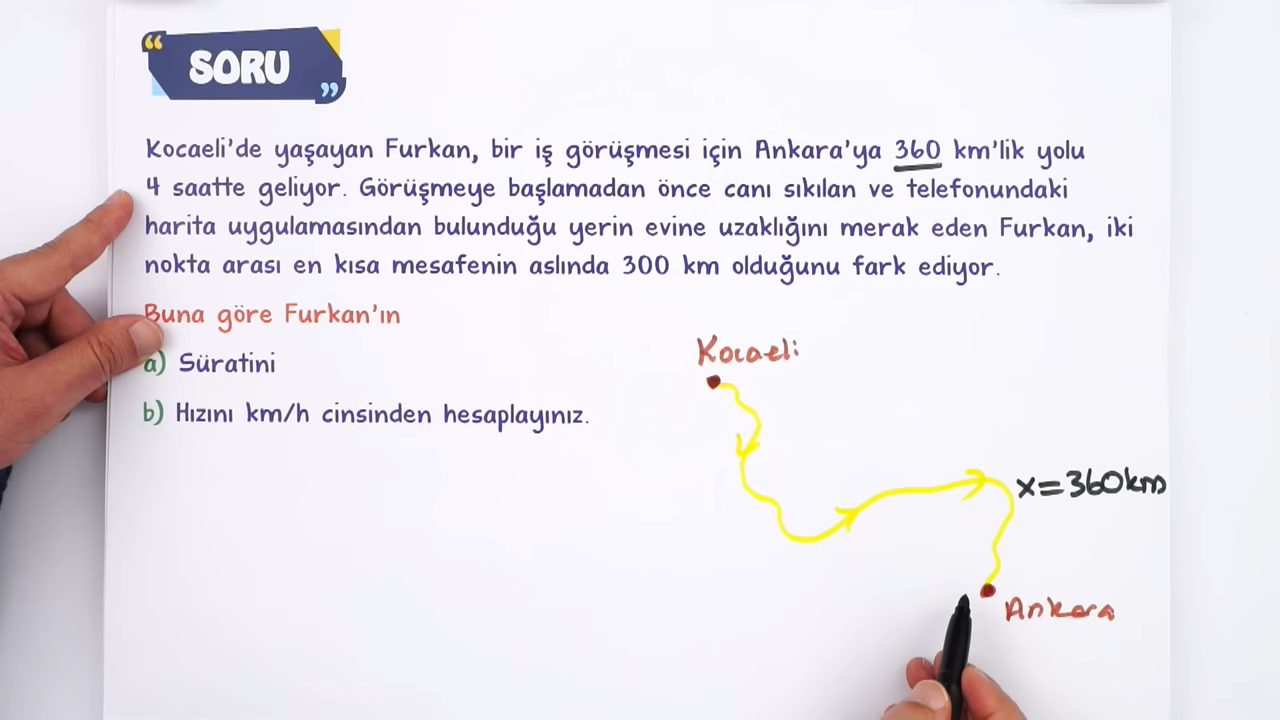 SORU
Kocaeli'de yaşayan Furkan, bir iş görüşmesi için Ankara'ya 360 km'lik yolu
4 saatte geliyor. Görüşmeye başlamadan önce canı sıkılan ve telefonundaki
harita uygulamasından bulunduğu yerin evine uzaklığını merak eden Furkan, iki
nokta arası en kısa mesafenin aslında 300 km olduğunu fark ediyor.
Buna göre Furkan'ın
a) Süratini
b) Hızını km/h cinsinden hesaplayınız.
Kocaeli
x=360km
Ankara